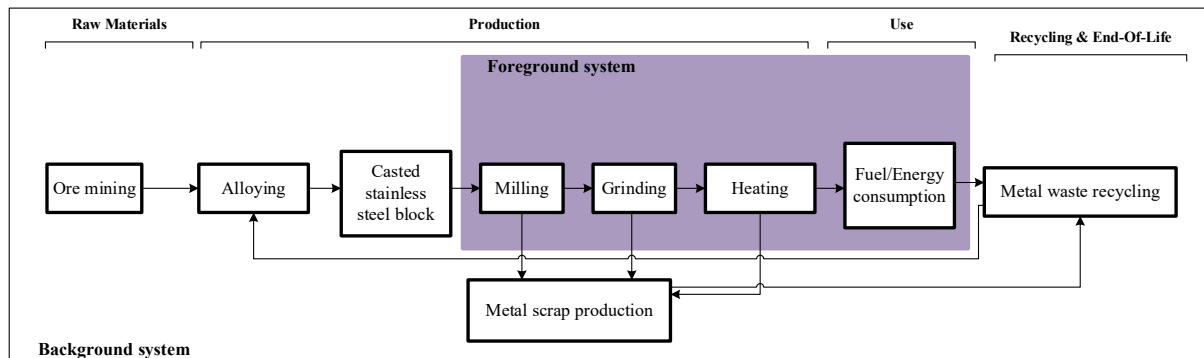 Raw Materials
Production
Use
Recycling & End-Of-Life
Foreground system
Ore mining
Alloying
Casted
stainless
steel block
Milling
Grinding
Heating
Fuel/Energy
consumption
Metal waste recycling
Metal scrap production
Background system